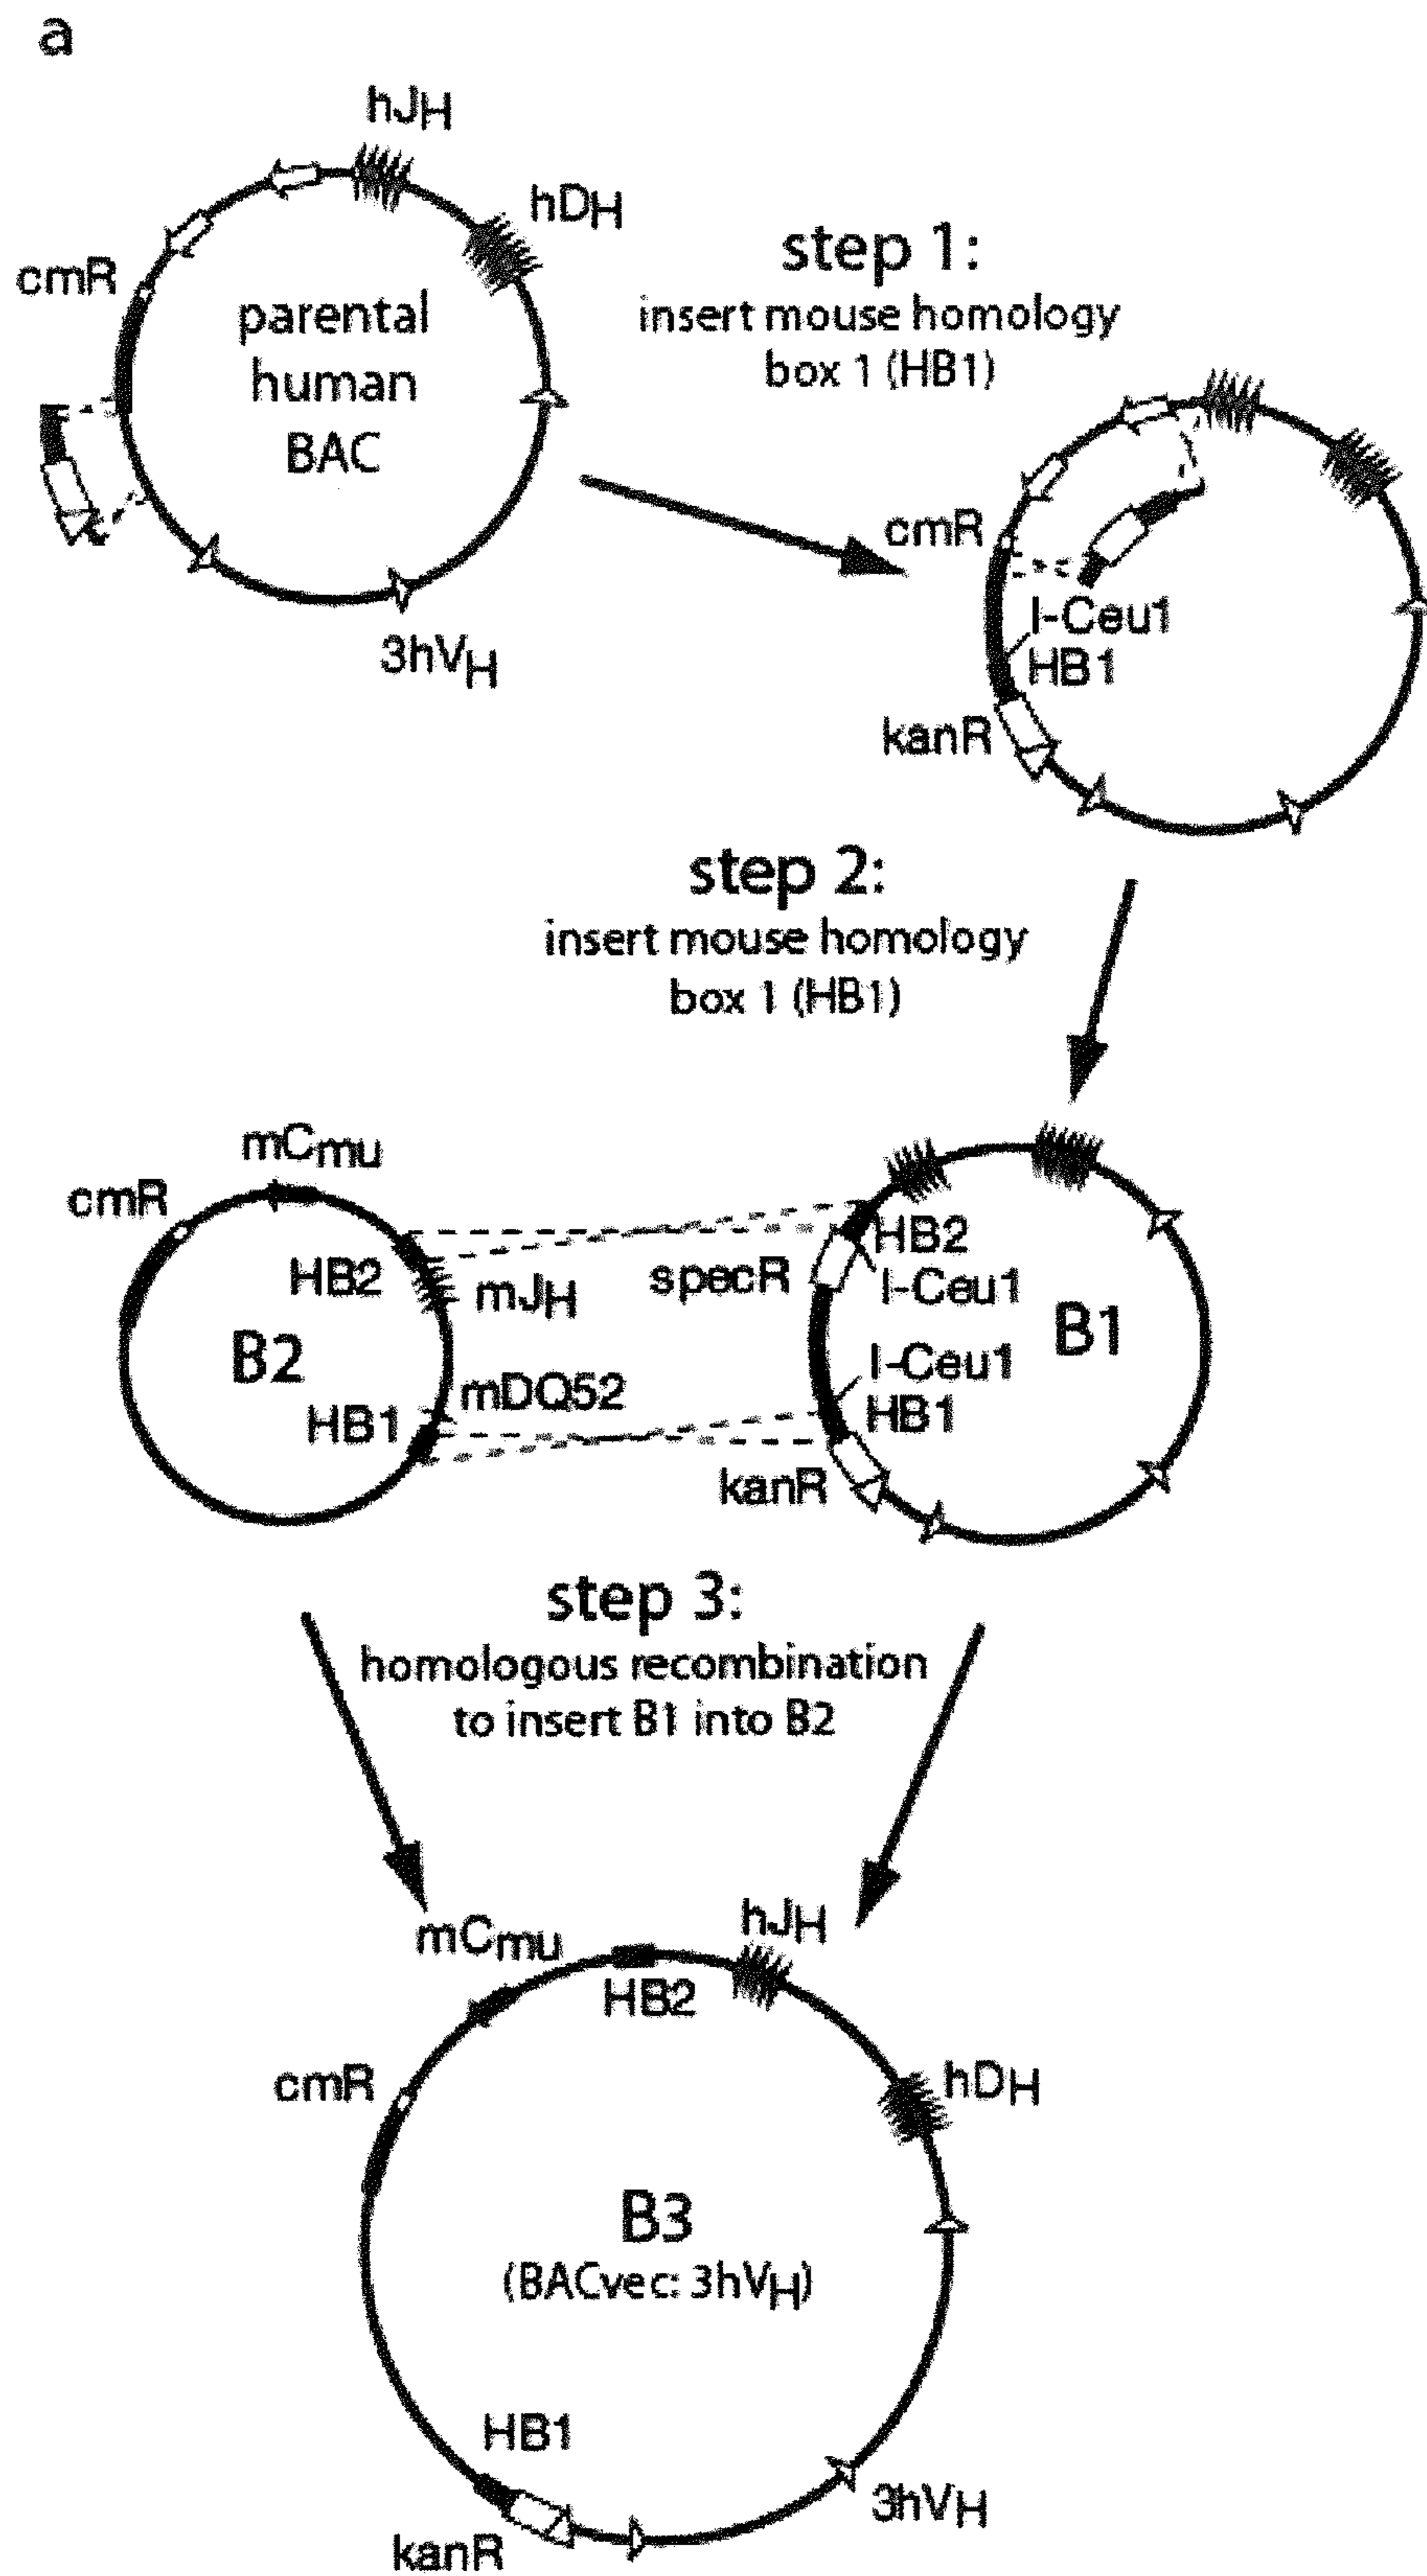 a
hJH
hDH
cmR
parental
human
BAC
3hVH
step 1:
insert mouse homology
box 1 (HB1)
cmR
I-Ceu1
HB1
kanR
step 2:
insert mouse homology
box 1 (HB1)
mCmu
cmR
HB2
mJH
B2
mDQ52
HB1
HB2
specR
I-Ceu1
B1
I-Ceu1
HB1
kanR
step 3:
homologous recombination
to insert B1 into B2
mCmu
hJH
HB2
cmR
hDH
B3
(BACvec: 3hVH)
HB1
3hVH
kanR